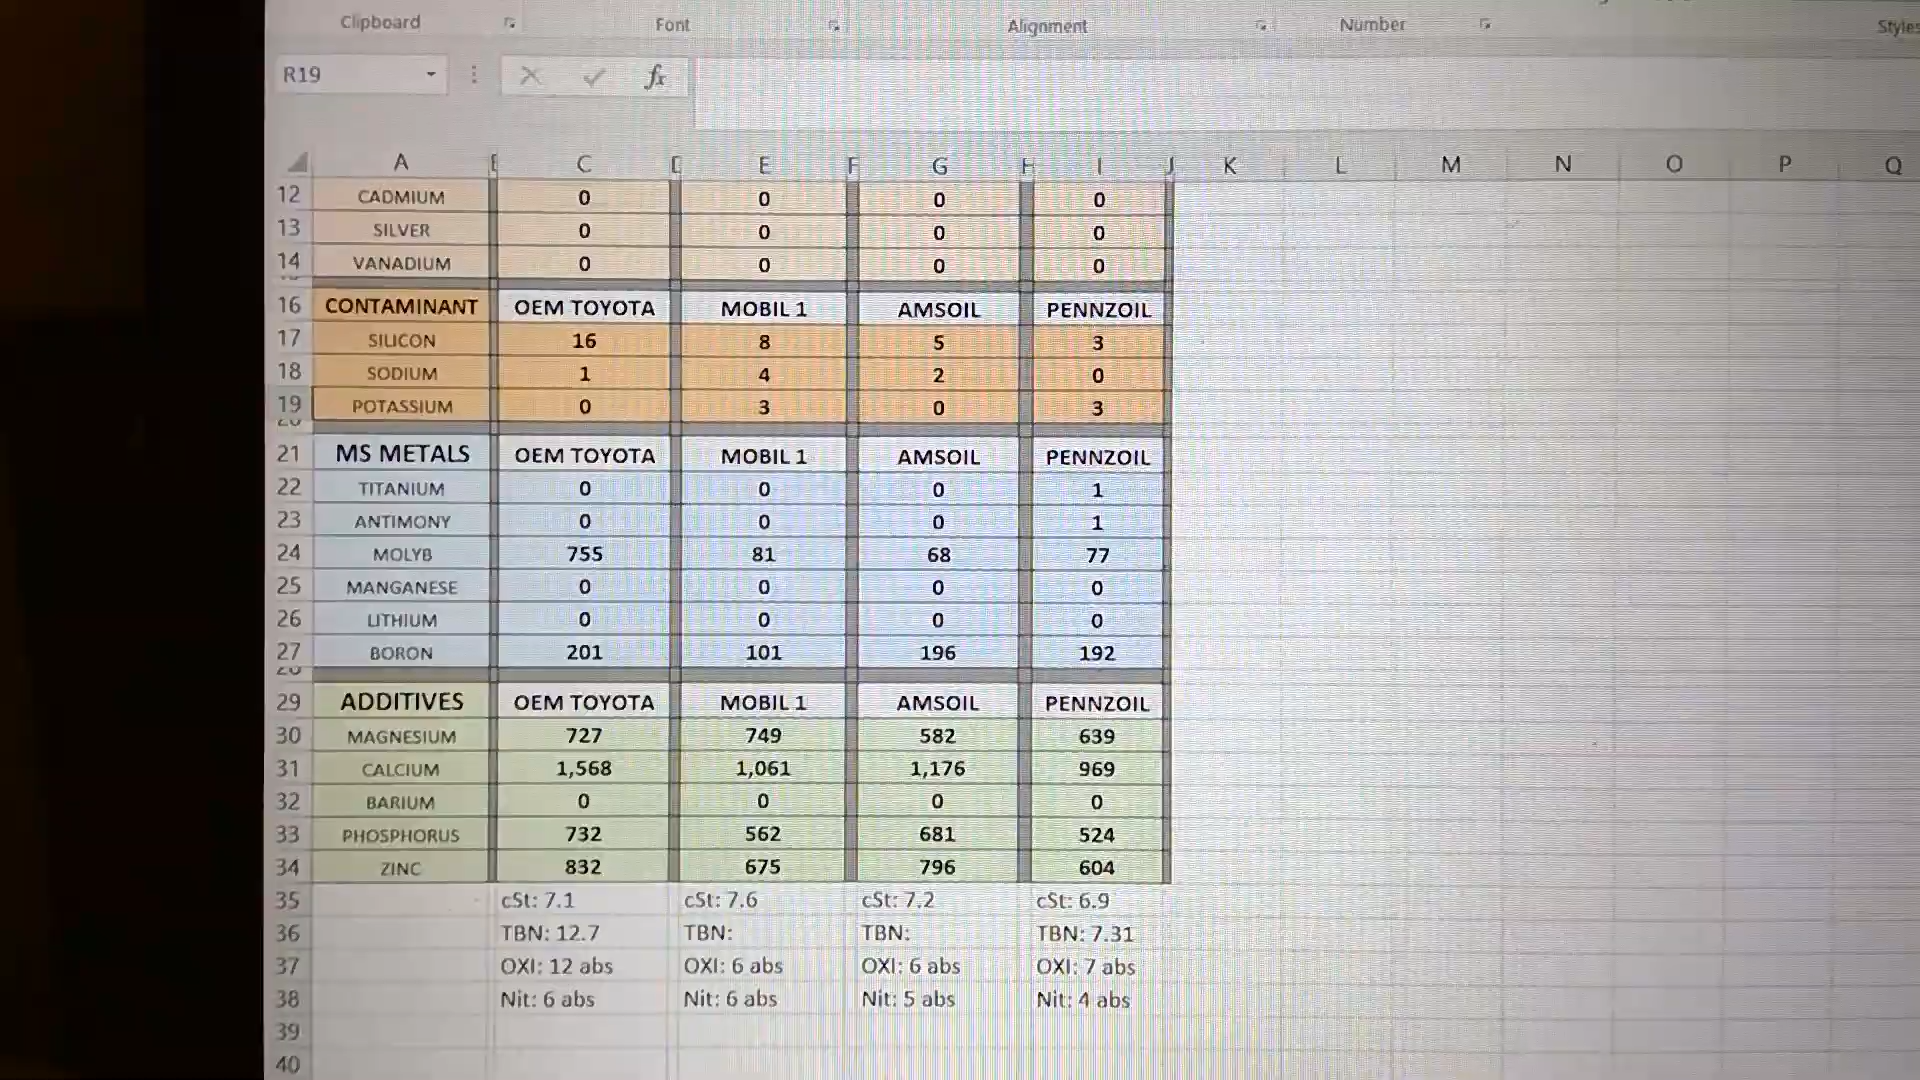 Clipboard Font Alignment Number Styles
R19 fx
A C E F G H I J K L M N O P Q
12 CADMIUM 0 0 0 0
13 SILVER 0 0 0 0
14 VANADIUM 0 0 0 0
16 CONTAMINANT OEM TOYOTA MOBIL 1 AMSOIL PENNZOIL
17 SILICON 16 8 5 3
18 SODIUM 1 4 2 0
19 POTASSIUM 0 3 0 3
21 MS METALS OEM TOYOTA MOBIL 1 AMSOIL PENNZOIL
22 TITANIUM 0 0 0 1
23 ANTIMONY 0 0 0 1
24 MOLYB 755 81 68 77
25 MANGANESE 0 0 0 0
26 LITHIUM 0 0 0 0
27 BORON 201 101 196 192
29 ADDITIVES OEM TOYOTA MOBIL 1 AMSOIL PENNZOIL
30 MAGNESIUM 727 749 582 639
31 CALCIUM 1,568 1,061 1,176 969
32 BARIUM 0 0 0 0
33 PHOSPHORUS 732 562 681 524
34 ZINC 832 675 796 604
35 cSt: 7.1 cSt: 7.6 cSt: 7.2 cSt: 6.9
36 TBN: 12.7 TBN: TBN: TBN: 7.31
37 OXI: 12 abs OXI: 6 abs OXI: 6 abs OXI: 7 abs
38 Nit: 6 abs Nit: 6 abs Nit: 5 abs Nit: 4 abs
39
40